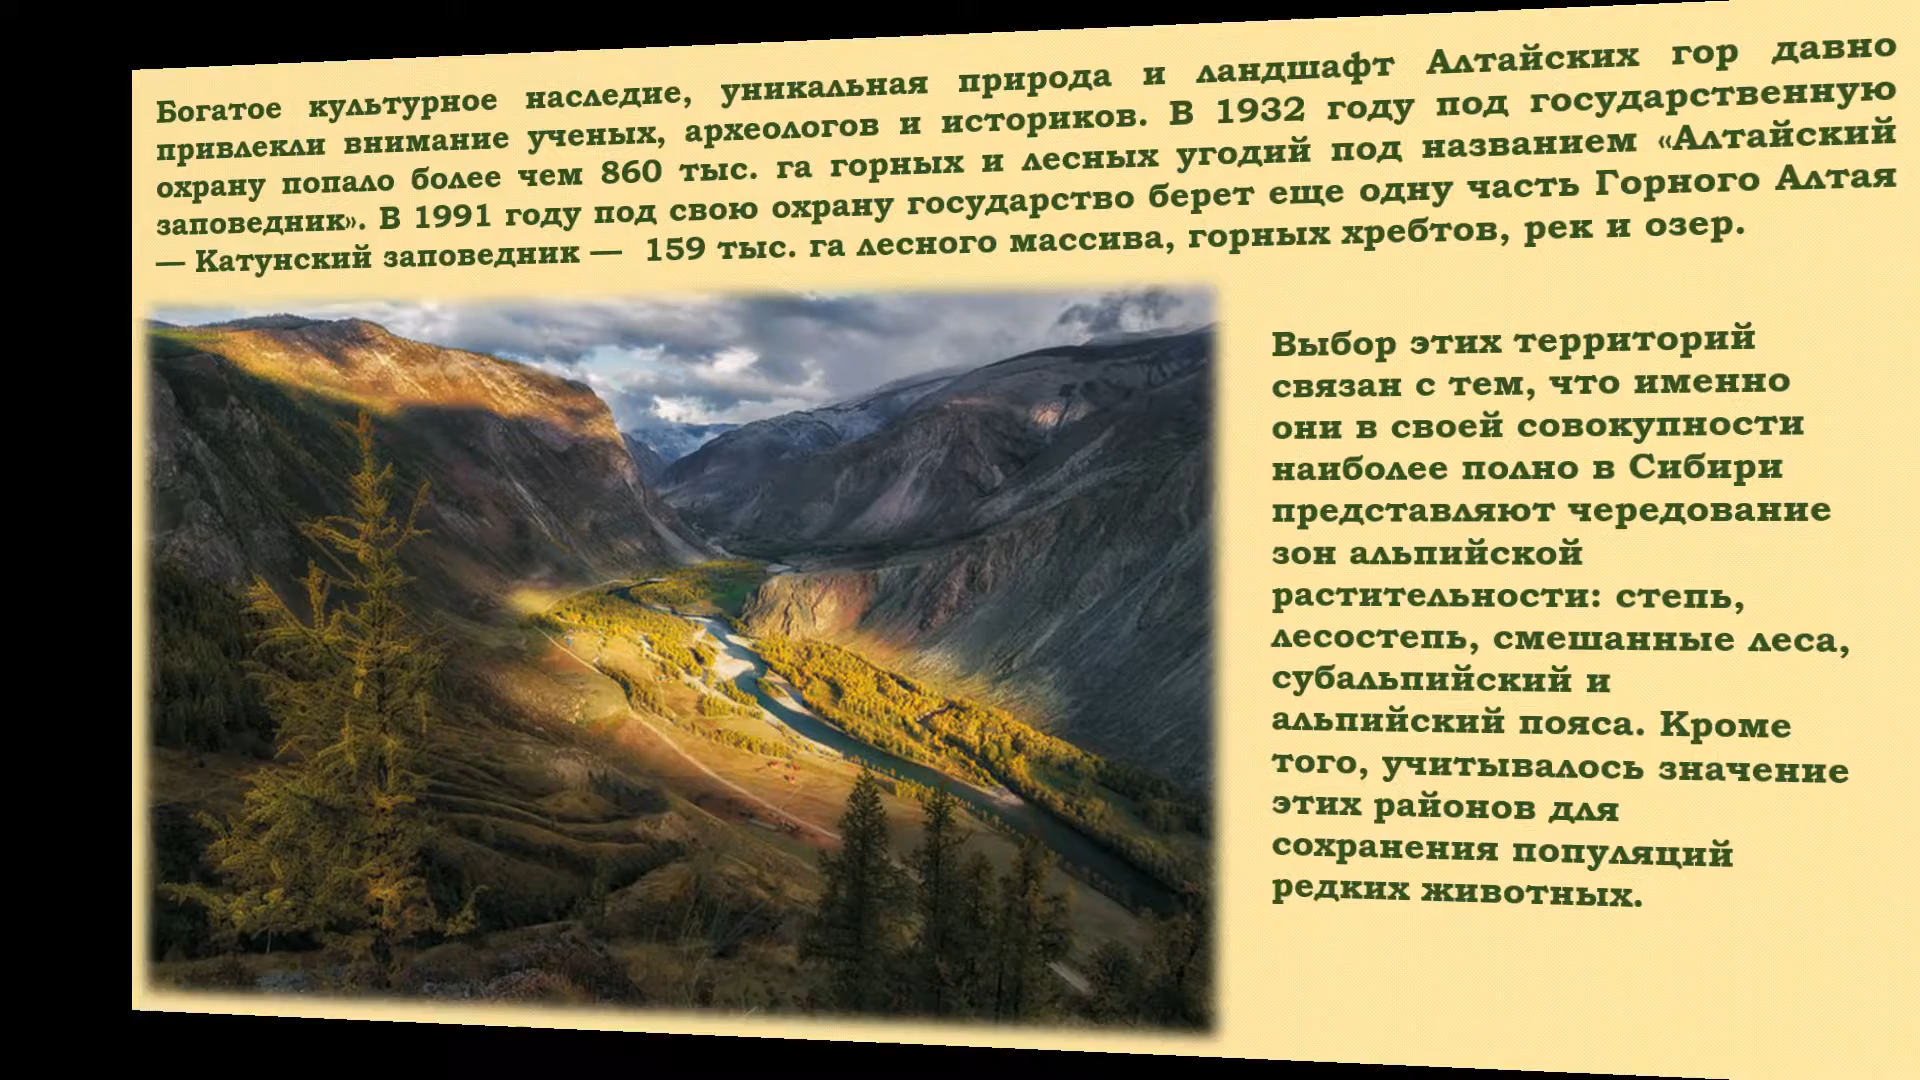 Богатое культурное наследие, уникальная природа и ландшафт Алтайских гор давно
привлекли внимание ученых, археологов и историков. В 1932 году под государственную
охрану попало более чем 860 тыс. га горных и лесных угодий под названием «Алтайский
заповедник». В 1991 году под свою охрану государство берет еще одну часть Горного Алтая
— Катунский заповедник — 159 тыс. га лесного массива, горных хребтов, рек и озер.
Выбор этих территорий
связан с тем, что именно
они в своей совокупности
наиболее полно в Сибири
представляют чередование
зон альпийской
растительности: степь,
лесостепь, смешанные леса,
субальпийский и
альпийский пояса. Кроме
того, учитывалось значение
этих районов для
сохранения популяций
редких животных.